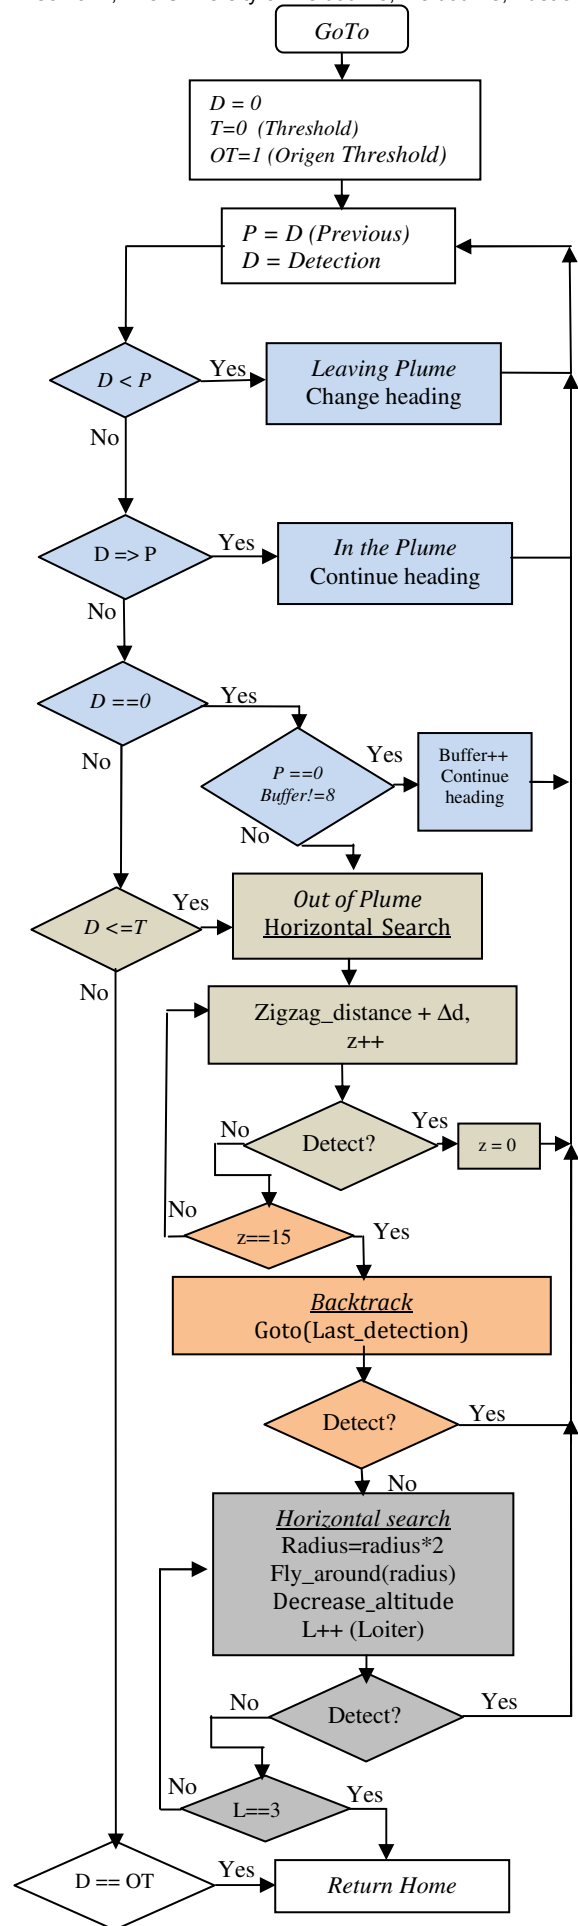 GoTo
D = 0
T=0 (Threshold)
OT=1 (Origen Threshold)
P = D (Previous)
D = Detection
D < P
Yes
Leaving Plume
Change heading
No
D => P
Yes
In the Plume
Continue heading
No
D ==0
Yes
No
P ==0
Buffer!=8
Yes
Buffer++
Continue
heading
No
D <=T
Yes
Out of Plume
Horizontal Search
No
Zigzag_distance + Δd,
z++
No
Detect?
Yes
z = 0
No
z==15
Yes
Backtrack
Goto(Last_detection)
Detect?
Yes
No
Horizontal search
Radius=radius*2
Fly_around(radius)
Decrease_altitude
L++ (Loiter)
No
Detect?
Yes
No
L==3
Yes
D == OT
Yes
Return Home